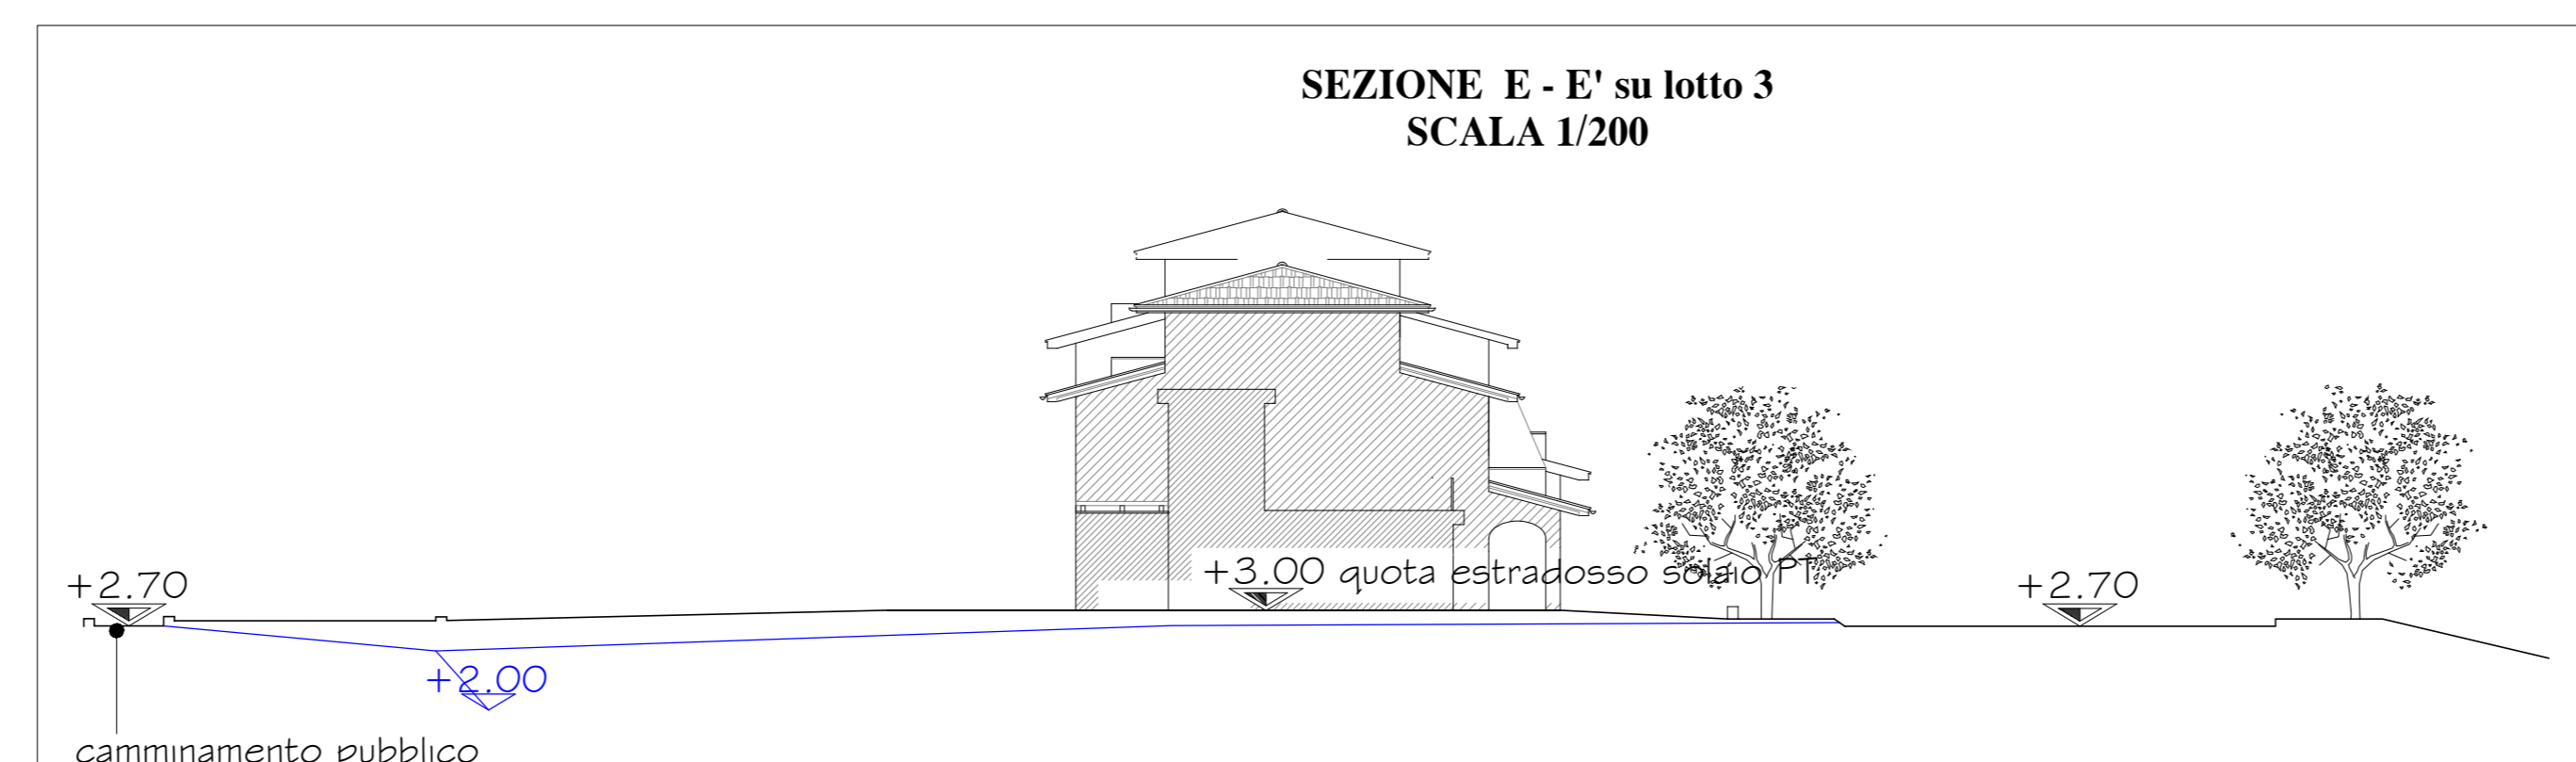 SEZIONE E - E' su lotto 3
SCALA 1/200
+3.00 quota estradosso solaio PT
+2.70
+2.70
+2.00
camminamento pubblico